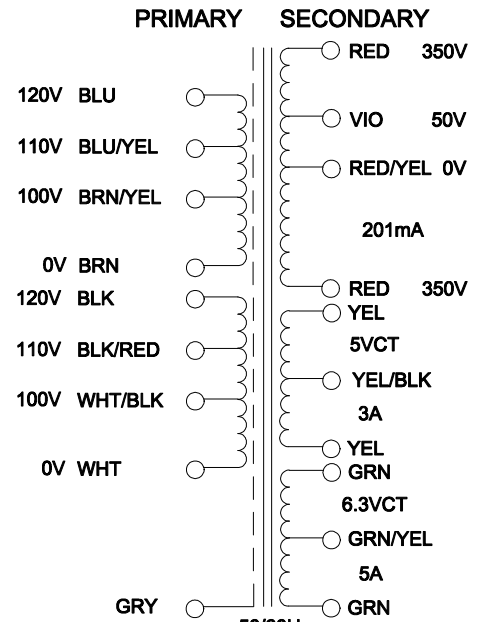 PRIMARY SECONDARY
RED 350V
120V BLU
VIO 50V
110V BLU/YEL
RED/YEL 0V
100V BRN/YEL
201mA
0V BRN
RED 350V
120V BLK
YEL
5VCT
110V BLK/RED
YEL/BLK
100V WHT/BLK
3A
YEL
0V WHT
GRN
6.3VCT
GRN/YEL
5A
GRY
GRN